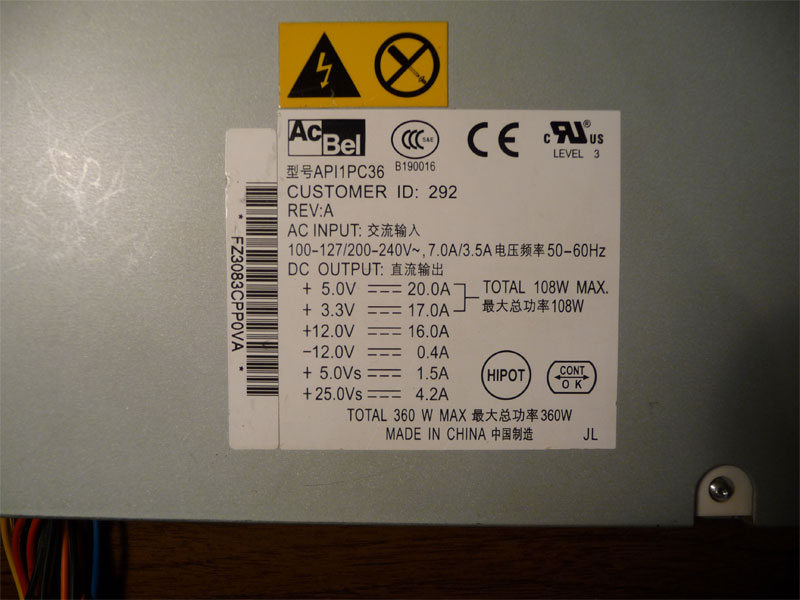 AcBel
S&E
B190016
CE
c RU ® US
LEVEL 3
型号API1PC36
CUSTOMER ID: 292
REV:A
AC INPUT: 交流输入
100-127/200-240V~, 7.0A/3.5A 电压频率 50-60Hz
DC OUTPUT: 直流输出
+ 5.0V 20.0A
+ 3.3V 17.0A
TOTAL 108W MAX.
最大总功率108W
+12.0V 16.0A
-12.0V 0.4A
+ 5.0Vs 1.5A
+25.0Vs 4.2A
HIPOT
CONT
OK
TOTAL 360 W MAX 最大总功率360W
MADE IN CHINA 中国制造 JL
* FZ3083CPP0VA *